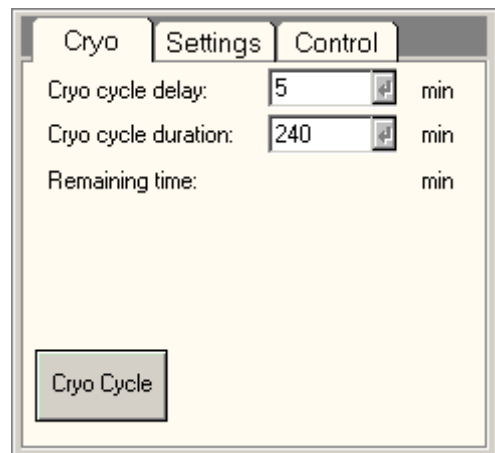 Cryo Settings Control
Cryo cycle delay: 5 min
Cryo cycle duration: 240 min
Remaining time: min
Cryo Cycle